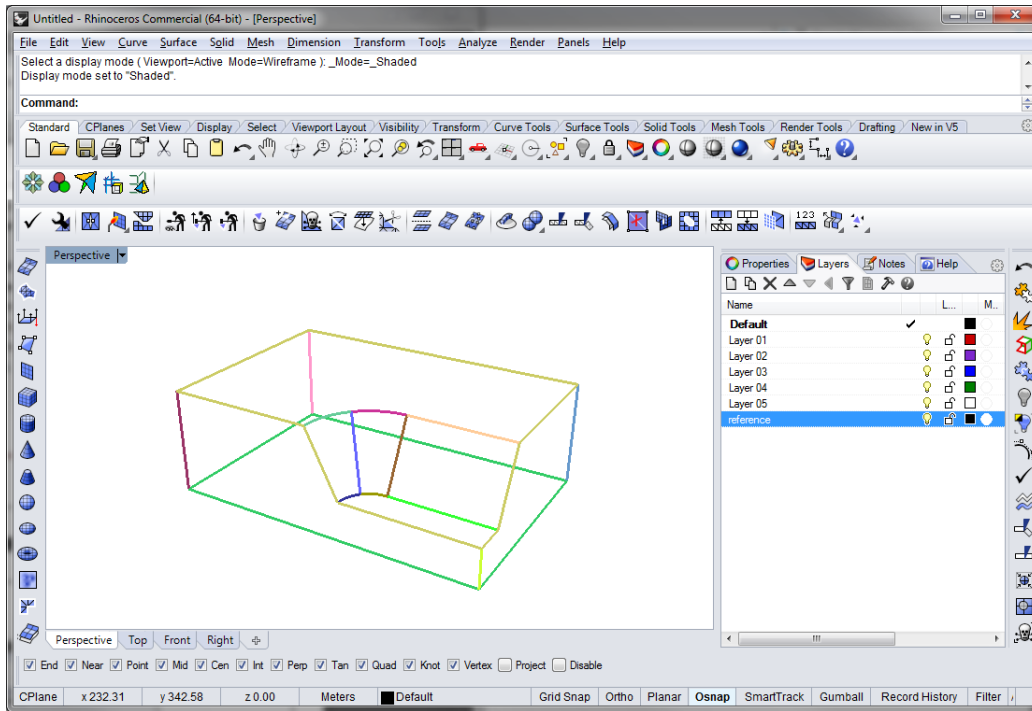 Untitled - Rhinoceros Commercial (64-bit) - [Perspective]
File Edit View Curve Surface Solid Mesh Dimension Transform Tools Analyze Render Panels Help
Select a display mode ( Viewport=Active Mode=Wireframe ): _Mode=_Shaded
Display mode set to "Shaded".
Command:
Standard CPlanes Set View Display Select Viewport Layout Visibility Transform Curve Tools Surface Tools Solid Tools Mesh Tools Render Tools Drafting New in V5
123
Perspective
Properties Layers Notes Help
Name L... M..
Default
Layer 01
Layer 02
Layer 03
Layer 04
Layer 05
reference
Perspective Top Front Right
End Near Point Mid Cen Int Perp Tan Quad Knot Vertex Project Disable
CPlane x 232.31 y 342.58 z 0.00 Meters Default Grid Snap Ortho Planar Osnap SmartTrack Gumball Record History Filter